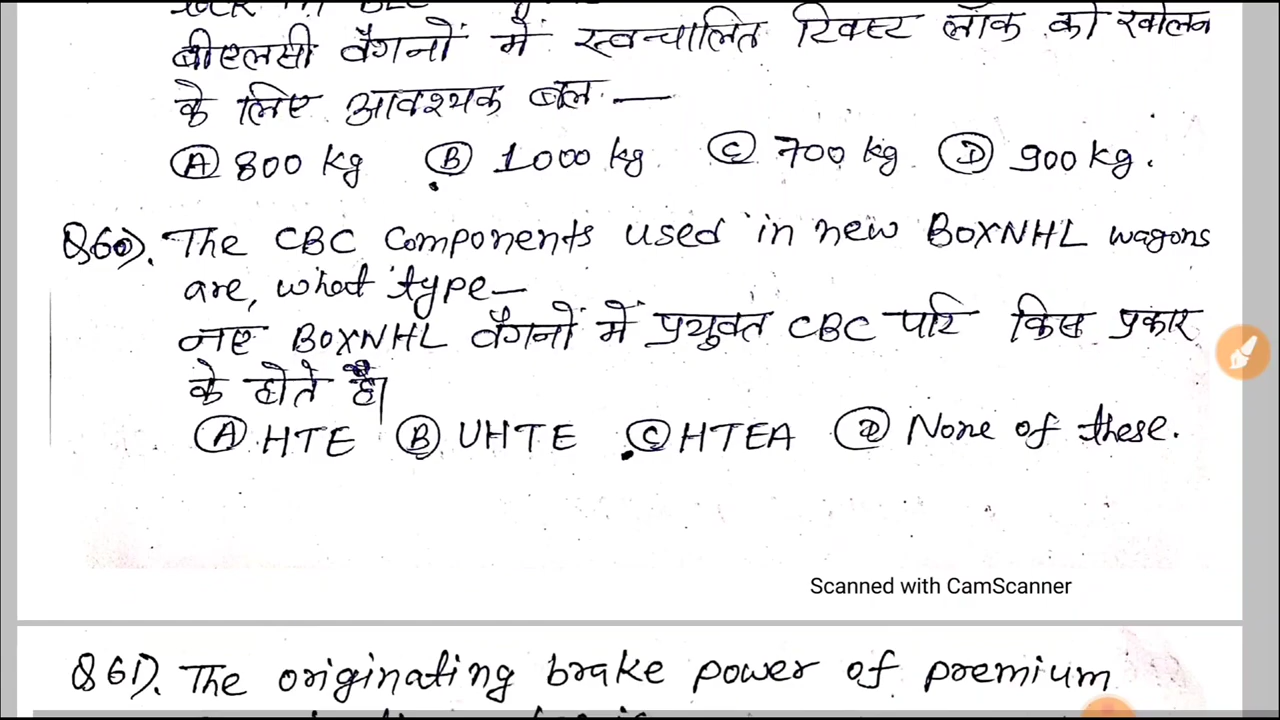 बीएलसी वैगनों में स्वचालित ट्विस्ट लॉक को खोलन
के लिए आवश्यक बल. —
(A) 800 kg (B) 1000 kg (C) 700 kg (D) 900 kg.
Q60). The CBC components used in new BOXNHL wagons
are, what type—
नए BOXNHL वैगनों में प्रयुक्त CBC परि किस प्रकार
के होते है।
(A) HTE (B) UHTE (C) HTEA (D) None of these.
Scanned with CamScanner
Q61). The originating brake power of premium